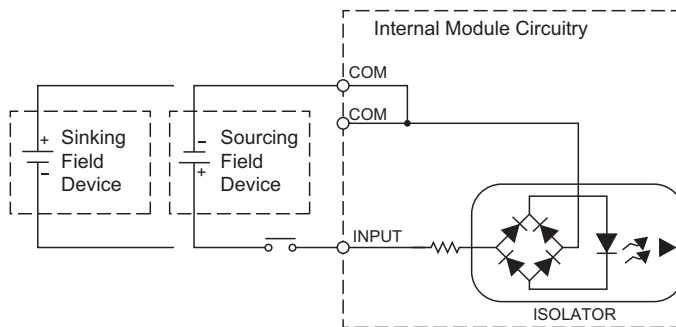 Internal Module Circuitry
COM
COM
+
Sinking
Field
Device
–
–
Sourcing
Field
Device
+
INPUT
ISOLATOR